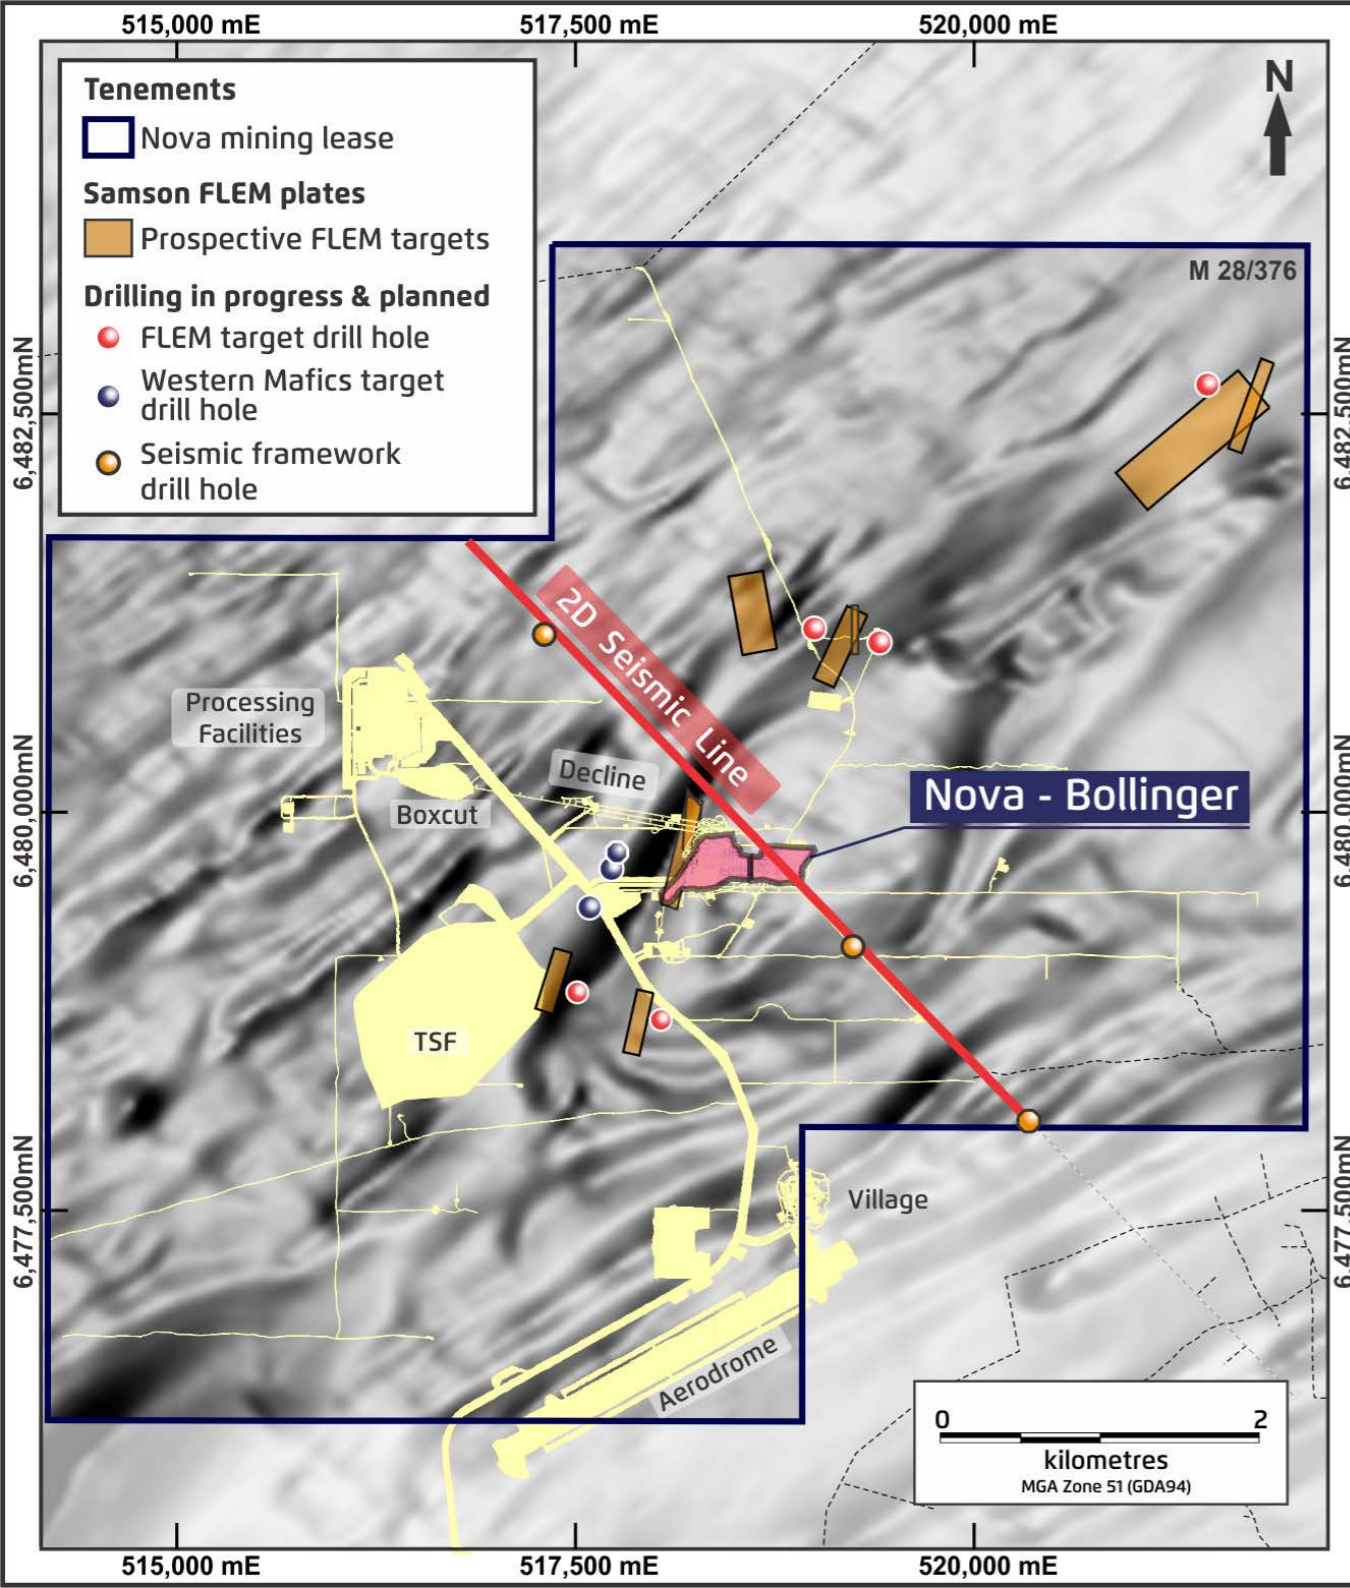 515,000 mE
517,500 mE
520,000 mE
Tenements
Nova mining lease
Samson FLEM plates
Prospective FLEM targets
Drilling in progress & planned
FLEM target drill hole
Western Mafics target
drill hole
Seismic framework
drill hole
N
M 28/376
6,482,500mN
6,482,500mN
2D Seismic Line
Processing
Facilities
Decline
Boxcut
Nova - Bollinger
6,480,000mN
6,480,000mN
TSF
Village
6,477,500mN
6,477,500mN
Aerodrome
0
2
kilometres
MGA Zone 51 (GDA94)
515,000 mE
517,500 mE
520,000 mE